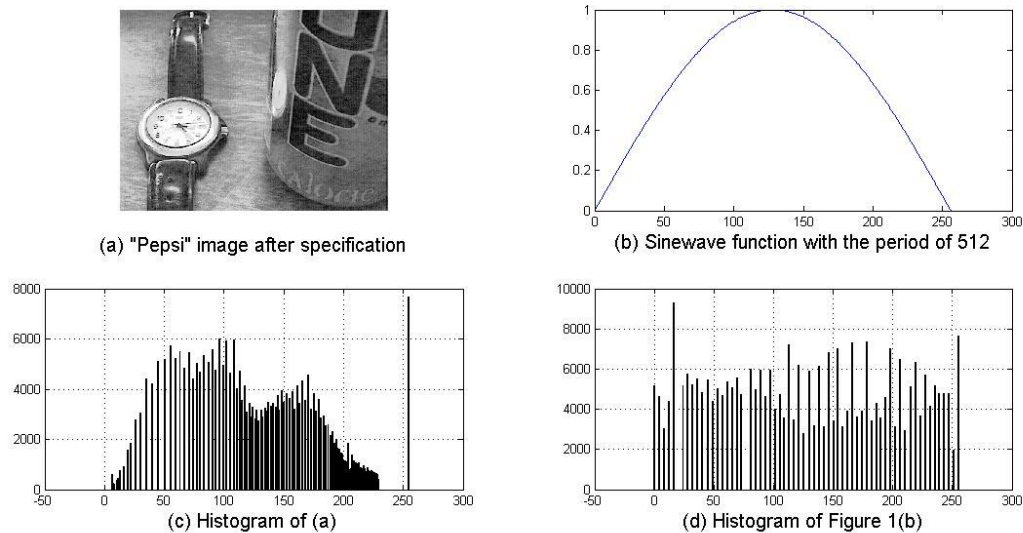 1
0.8
0.6
0.4
0.2
0
0 50 100 150 200 250 300
(a) "Pepsi" image after specification
(b) Sinewave function with the period of 512
8000
6000
4000
2000
0
-50 0 50 100 150 200 250 300
(c) Histogram of (a)
10000
8000
6000
4000
2000
0
-50 0 50 100 150 200 250 300
(d) Histogram of Figure 1(b)